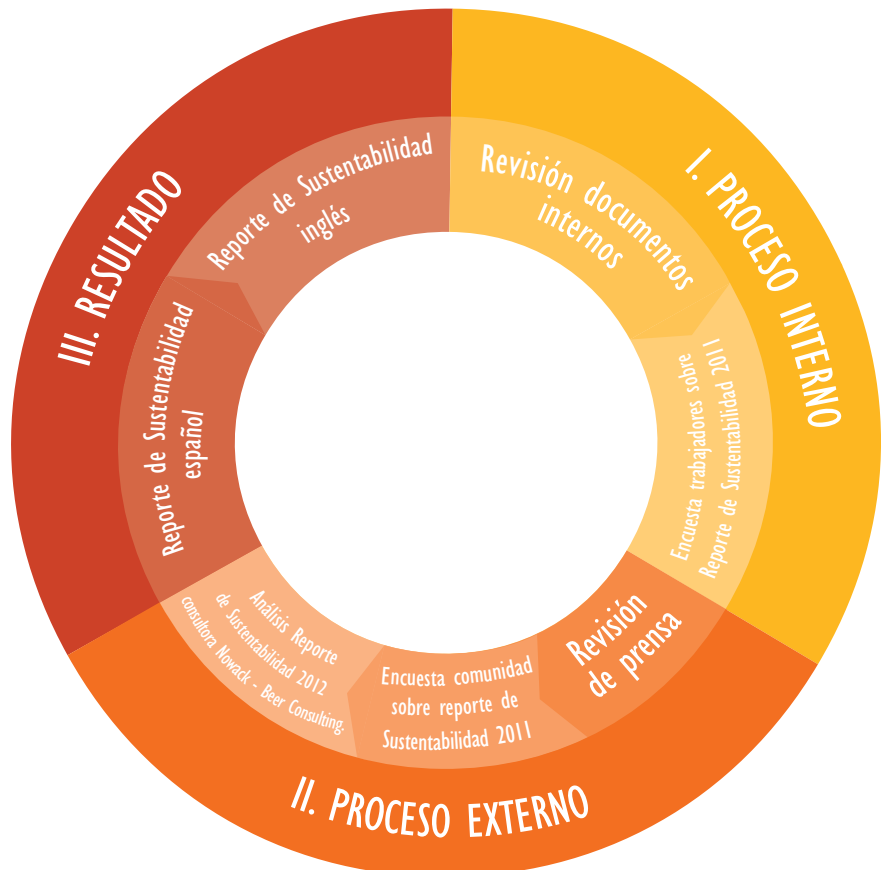 I. PROCESO INTERNO
Revisión documentos
internos
Encuesta trabajadores sobre
Reporte de Sustentabilidad 2011
II. PROCESO EXTERNO
Revisión
de prensa
Encuesta comunidad
sobre reporte de
Sustentabilidad 2011
Análisis Reporte
de Sustentabilidad 2012
consultora Nowack - Beer Consulting.
III. RESULTADO
Reporte de Sustentabilidad
español
Reporte de Sustentabilidad
inglés